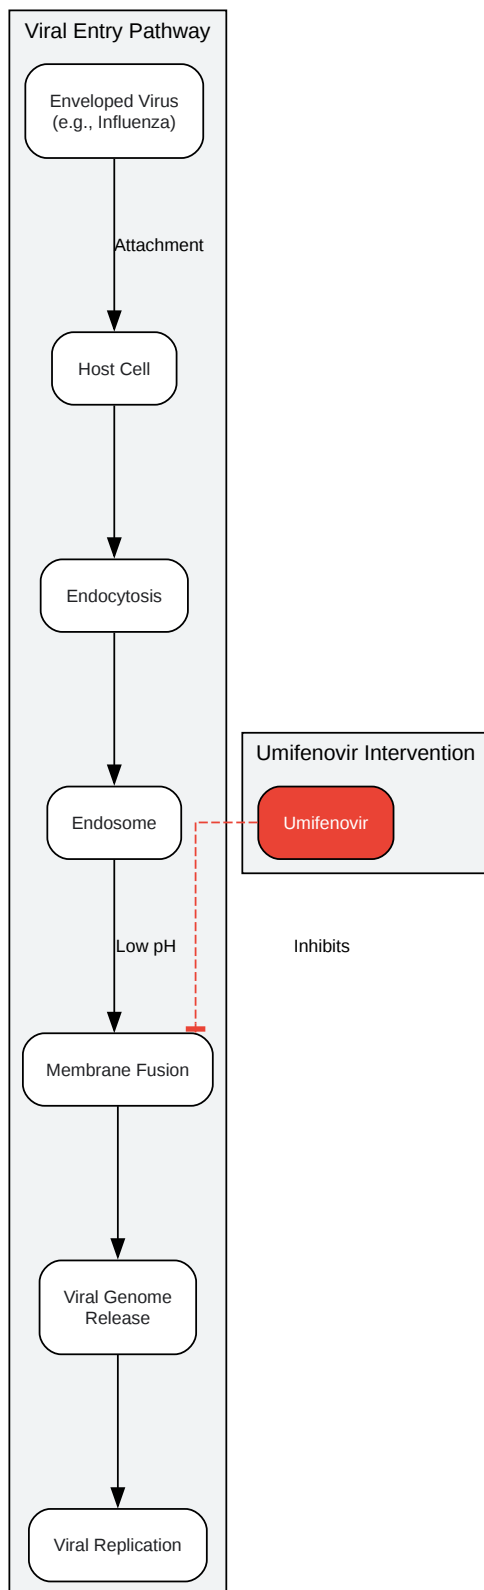 Viral Entry Pathway
Enveloped Virus
(e.g., Influenza)
Attachment
Host Cell
Endocytosis
Umifenovir Intervention
Endosome
Umifenovir
Low pH
Inhibits
Membrane Fusion
Viral Genome
Release
Viral Replication